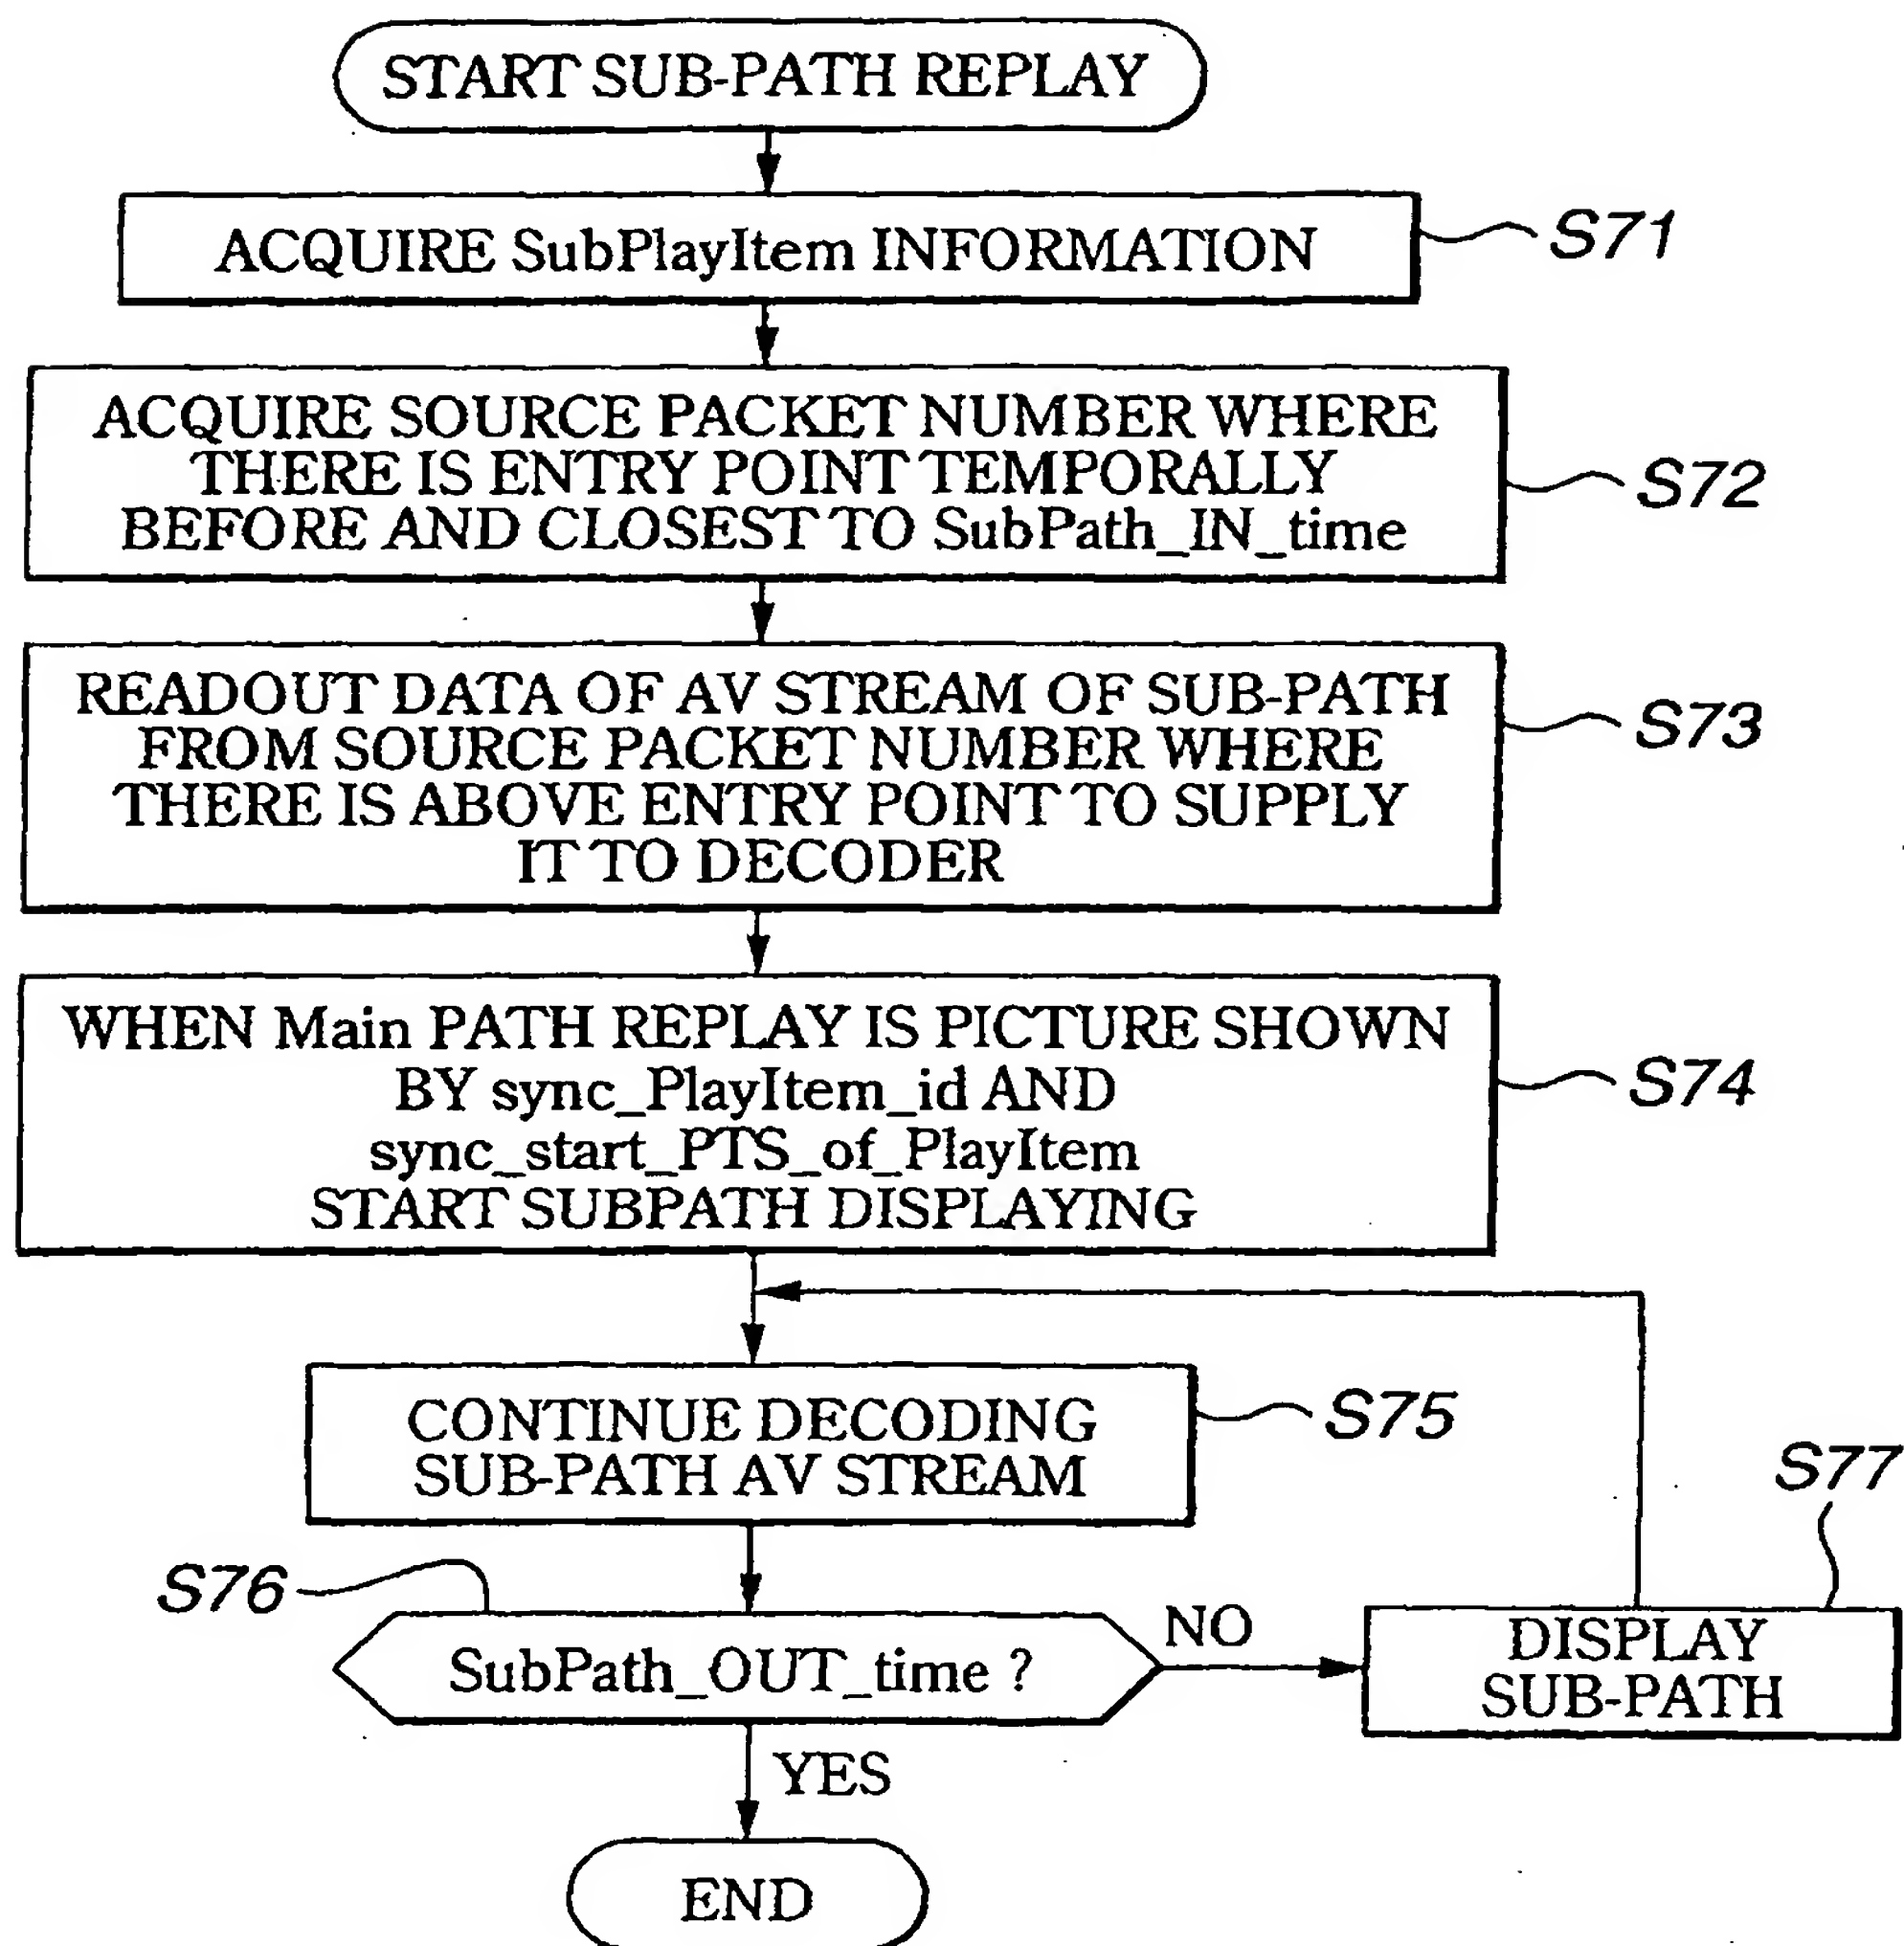 START SUB-PATH REPLAY
ACQUIRE SubPlayItem INFORMATION
S71
ACQUIRE SOURCE PACKET NUMBER WHERE
THERE IS ENTRY POINT TEMPORALLY
BEFORE AND CLOSEST TO SubPath_IN_time
S72
READOUT DATA OF AV STREAM OF SUB-PATH
FROM SOURCE PACKET NUMBER WHERE
THERE IS ABOVE ENTRY POINT TO SUPPLY
IT TO DECODER
S73
WHEN Main PATH REPLAY IS PICTURE SHOWN
BY sync_PlayItem_id AND
sync_start_PTS_of_PlayItem
START SUBPATH DISPLAYING
S74
CONTINUE DECODING
SUB-PATH AV STREAM
S75
S76
SubPath_OUT_time ?
NO
S77
DISPLAY
SUB-PATH
YES
END